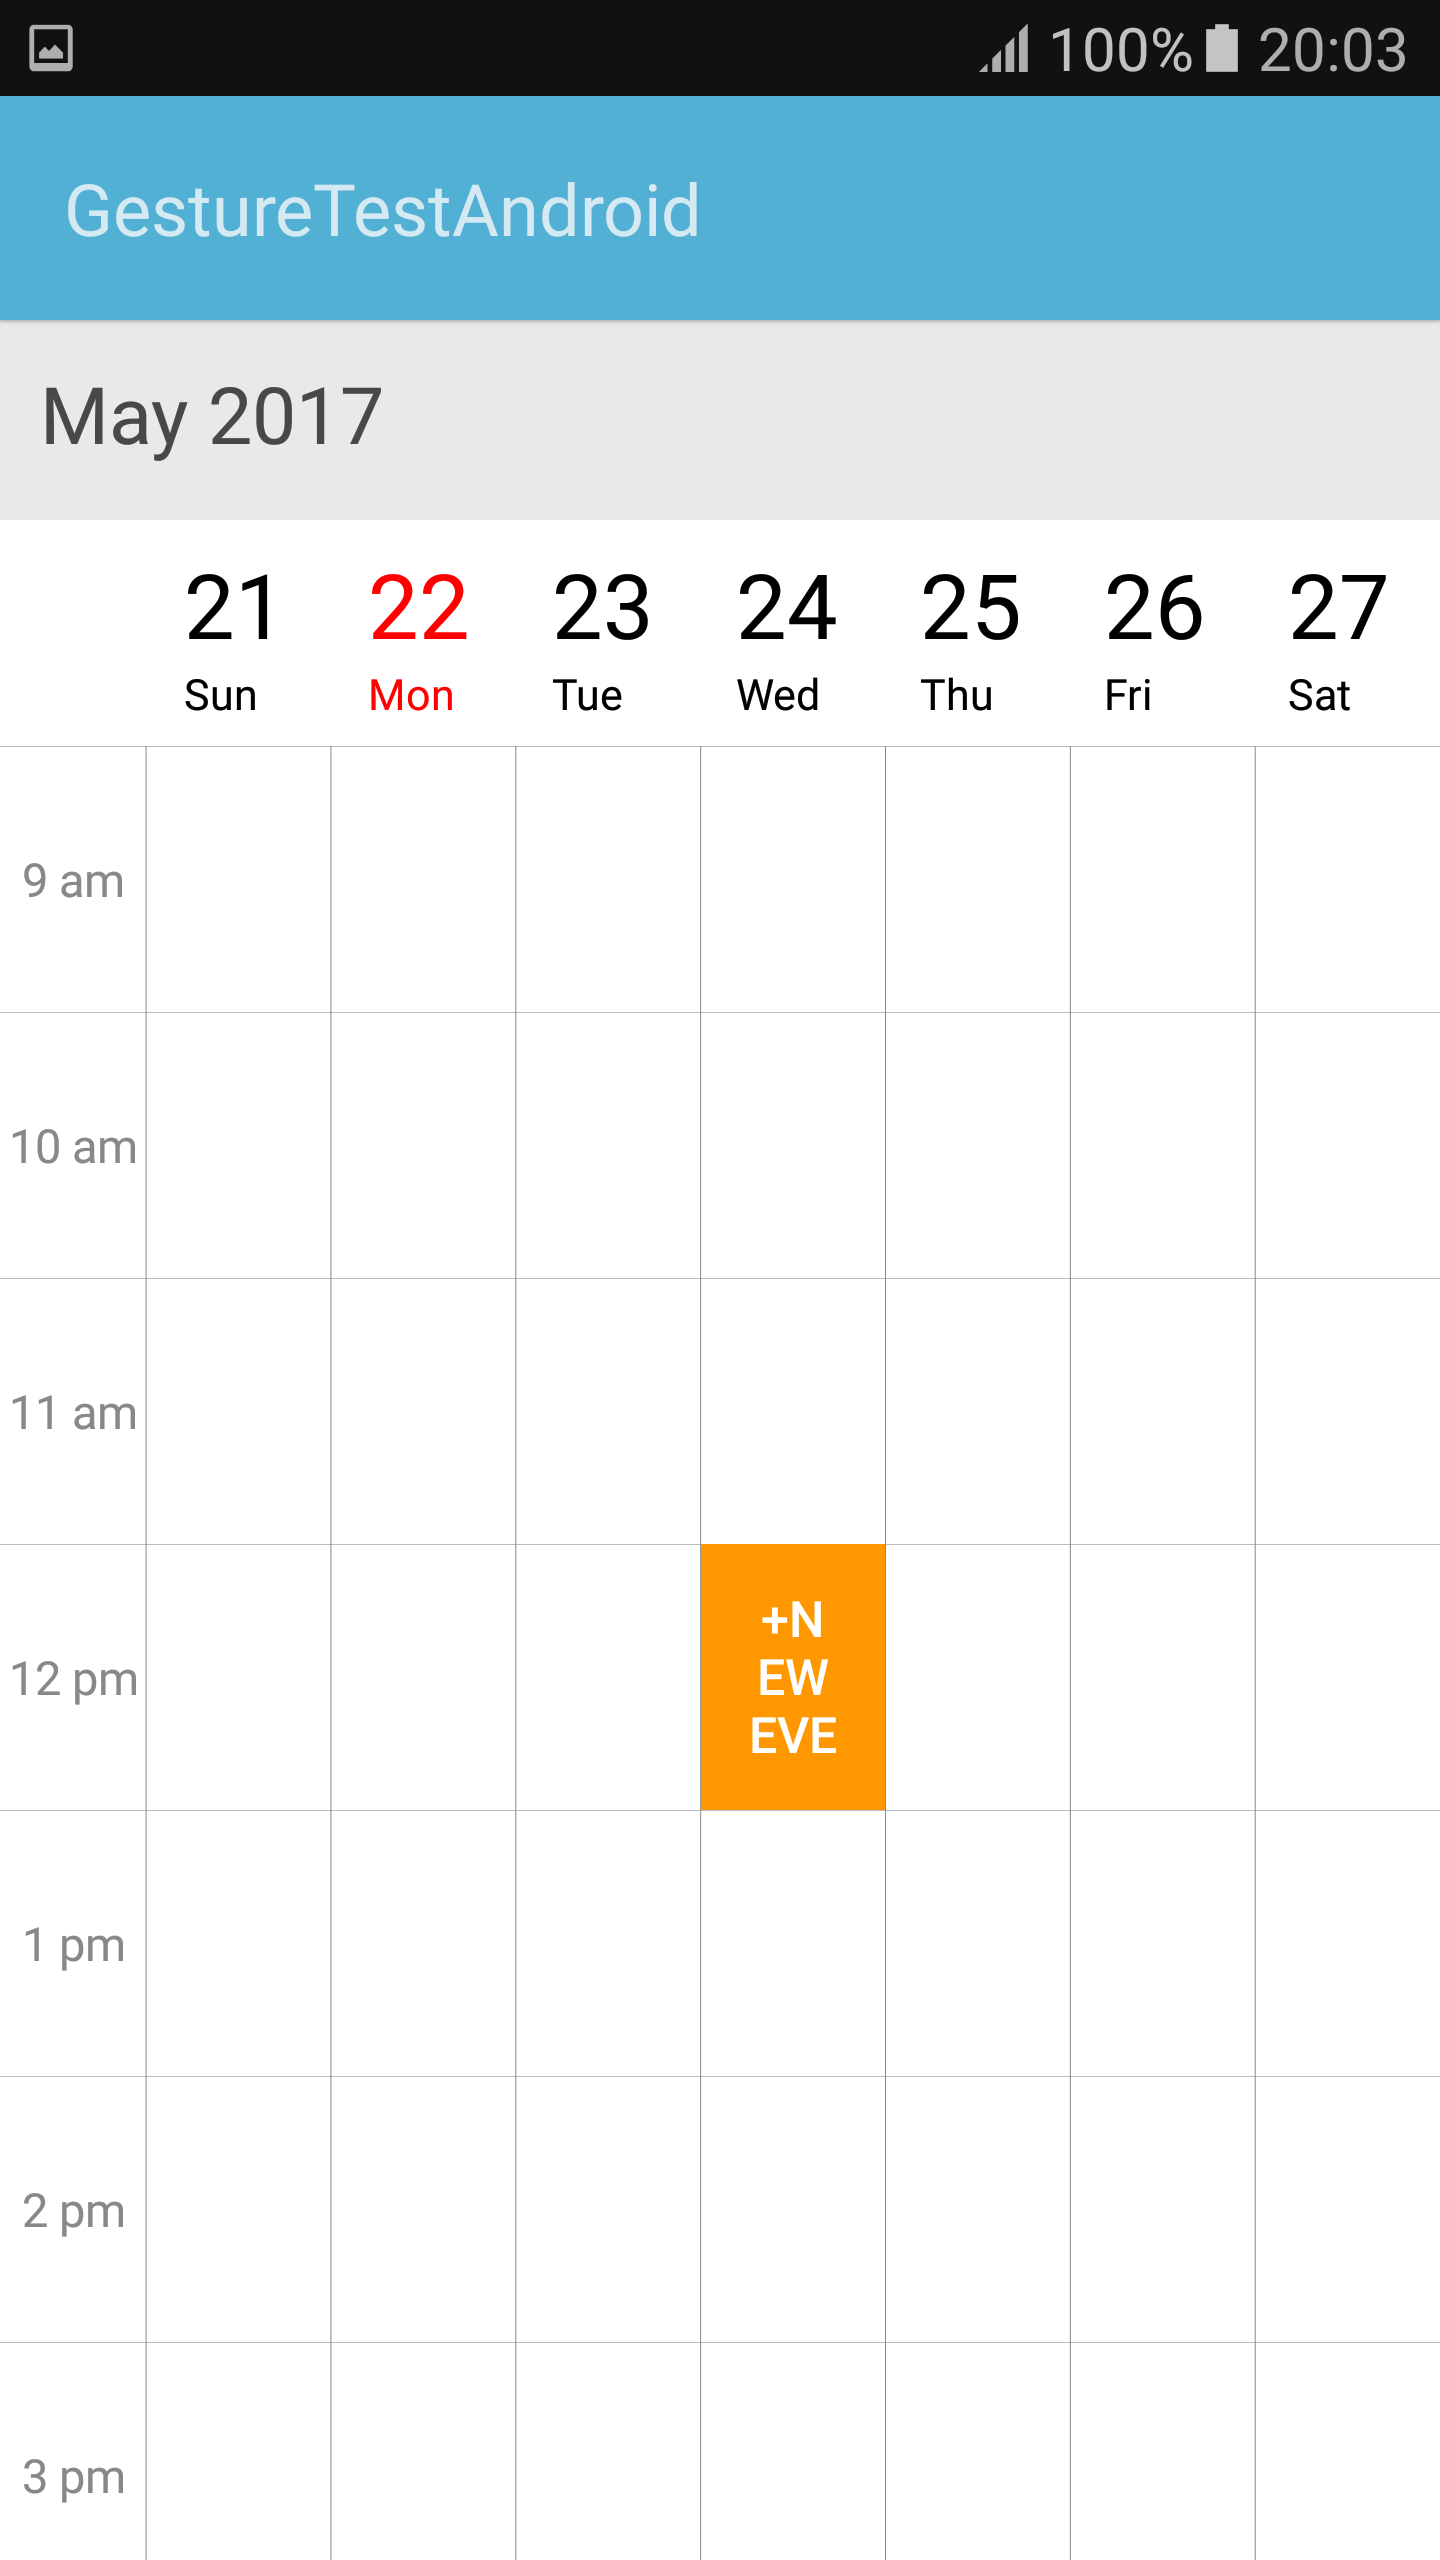 100% 20:03
GestureTestAndroid
May 2017
21 22 23 24 25 26 27
Sun Mon Tue Wed Thu Fri Sat
9 am
10 am
11 am
+N
EW
EVE
12 pm
1 pm
2 pm
3 pm